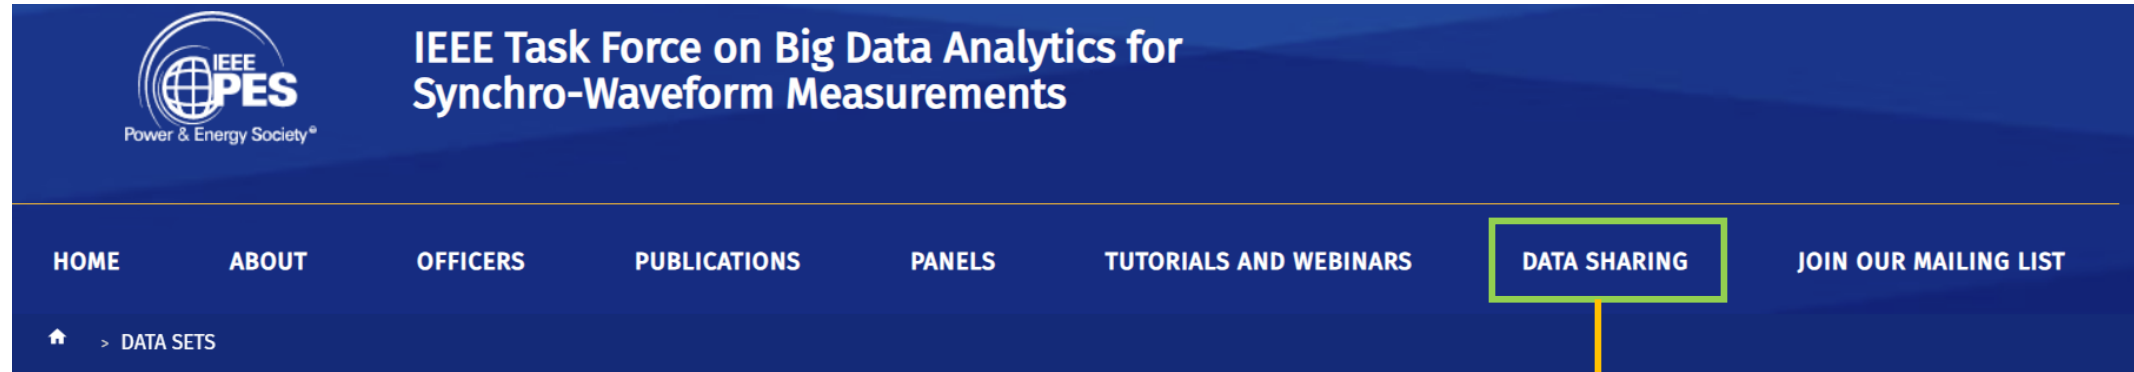 IEEE
PES
Power & Energy Society®
IEEE Task Force on Big Data Analytics for
Synchro-Waveform Measurements
HOME ABOUT OFFICERS PUBLICATIONS PANELS TUTORIALS AND WEBINARS DATA SHARING JOIN OUR MAILING LIST
> DATA SETS